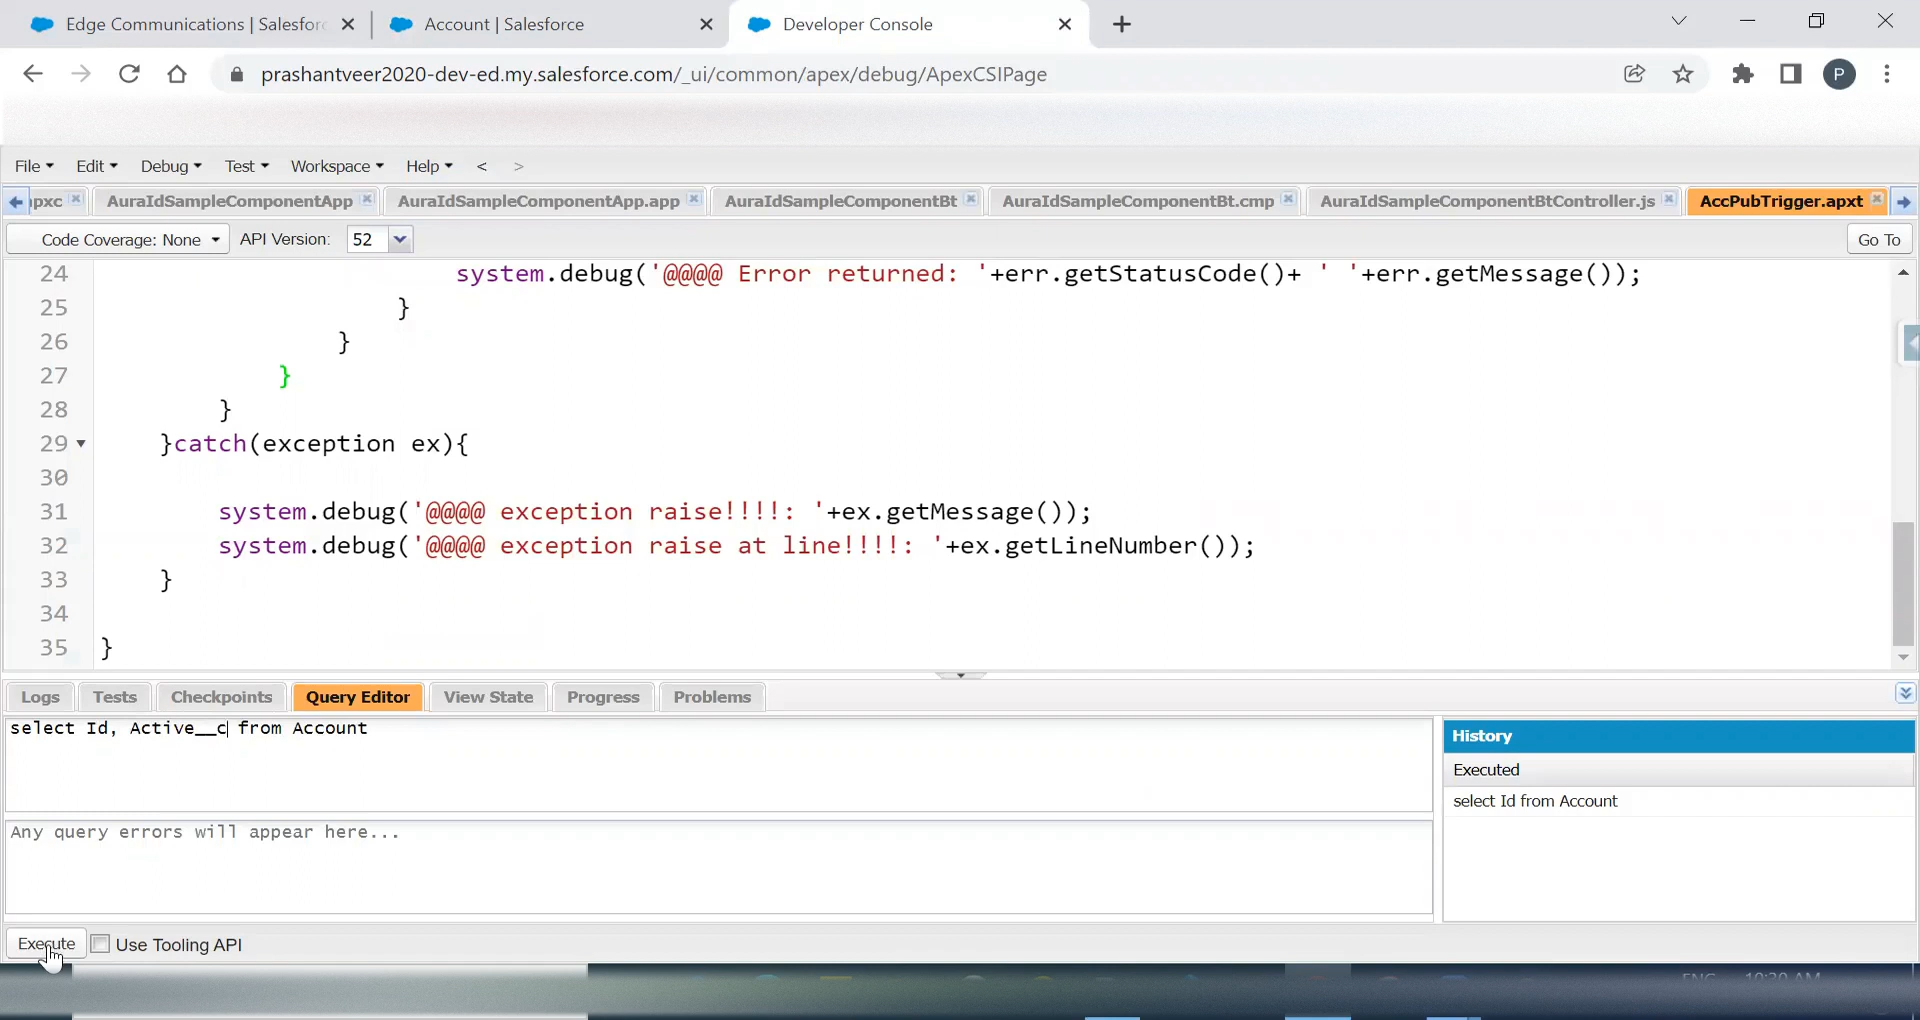 Edge Communications | Salesfor
Account | Salesforce
Developer Console
prashantveer2020-dev-ed.my.salesforce.com/_ui/common/apex/debug/ApexCSIPage
P
File Edit Debug Test Workspace Help < >
apxc AuraIdSampleComponentApp AuraIdSampleComponentApp.app AuraIdSampleComponentBt AuraIdSampleComponentBt.cmp AuraIdSampleComponentBtController.js AccPubTrigger.apxt
Code Coverage: None API Version: 52 Go To
24 system.debug('@@@@ Error returned: '+err.getStatusCode()+ ' '+err.getMessage());
25 }
26 }
27 }
28 }
29 }catch(exception ex){
30
31 system.debug('@@@@ exception raise!!!!: '+ex.getMessage());
32 system.debug('@@@@ exception raise at line!!!!: '+ex.getLineNumber());
33 }
34
35 }
Logs Tests Checkpoints Query Editor View State Progress Problems
select Id, Active__c from Account
Any query errors will appear here...
History
Executed
select Id from Account
Execute Use Tooling API